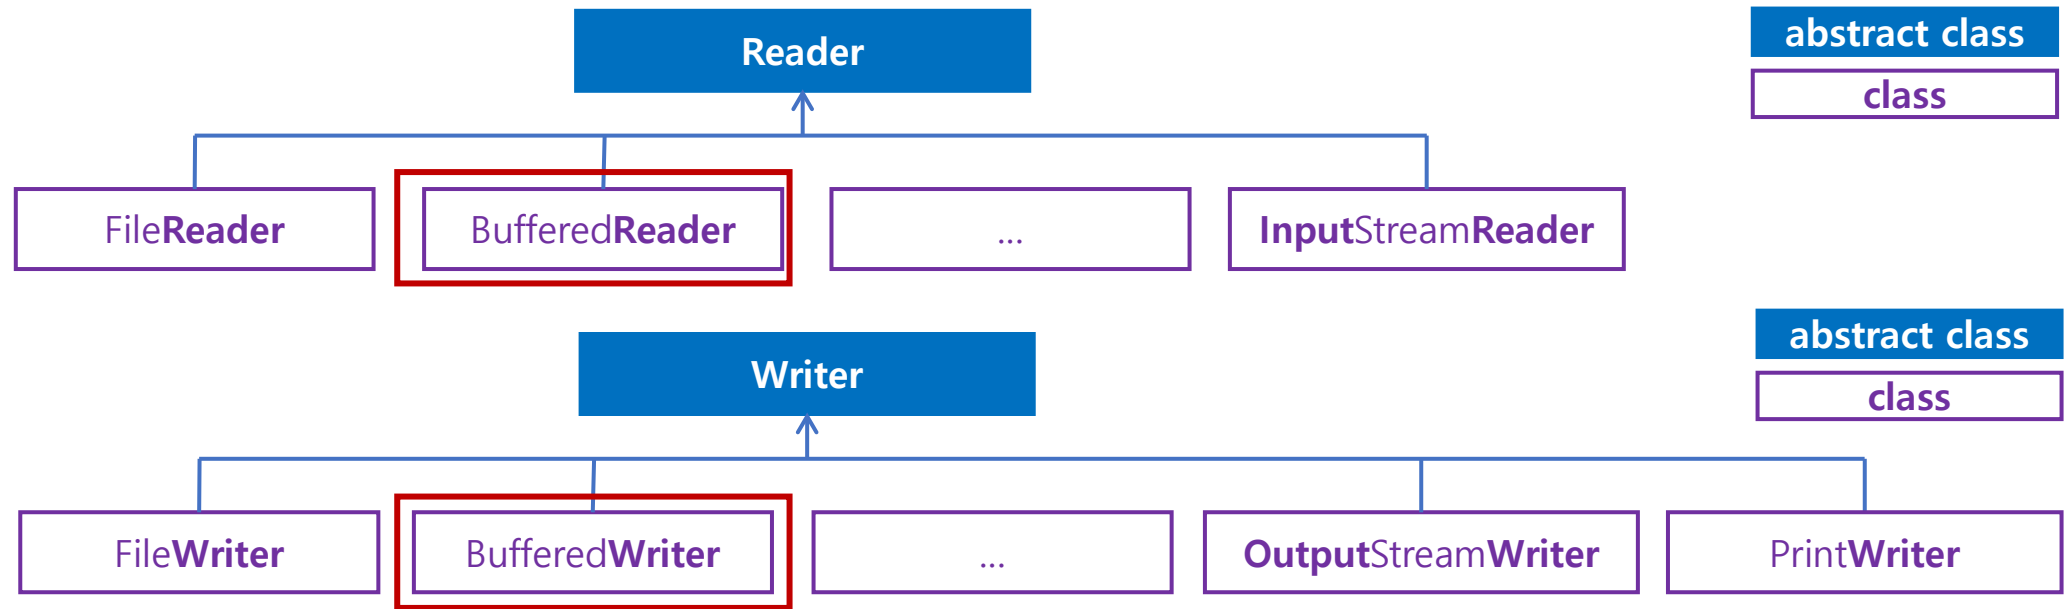 Reader
abstract class
class
FileReader
BufferedReader
...
InputStreamReader
Writer
abstract class
class
FileWriter
BufferedWriter
...
OutputStreamWriter
PrintWriter